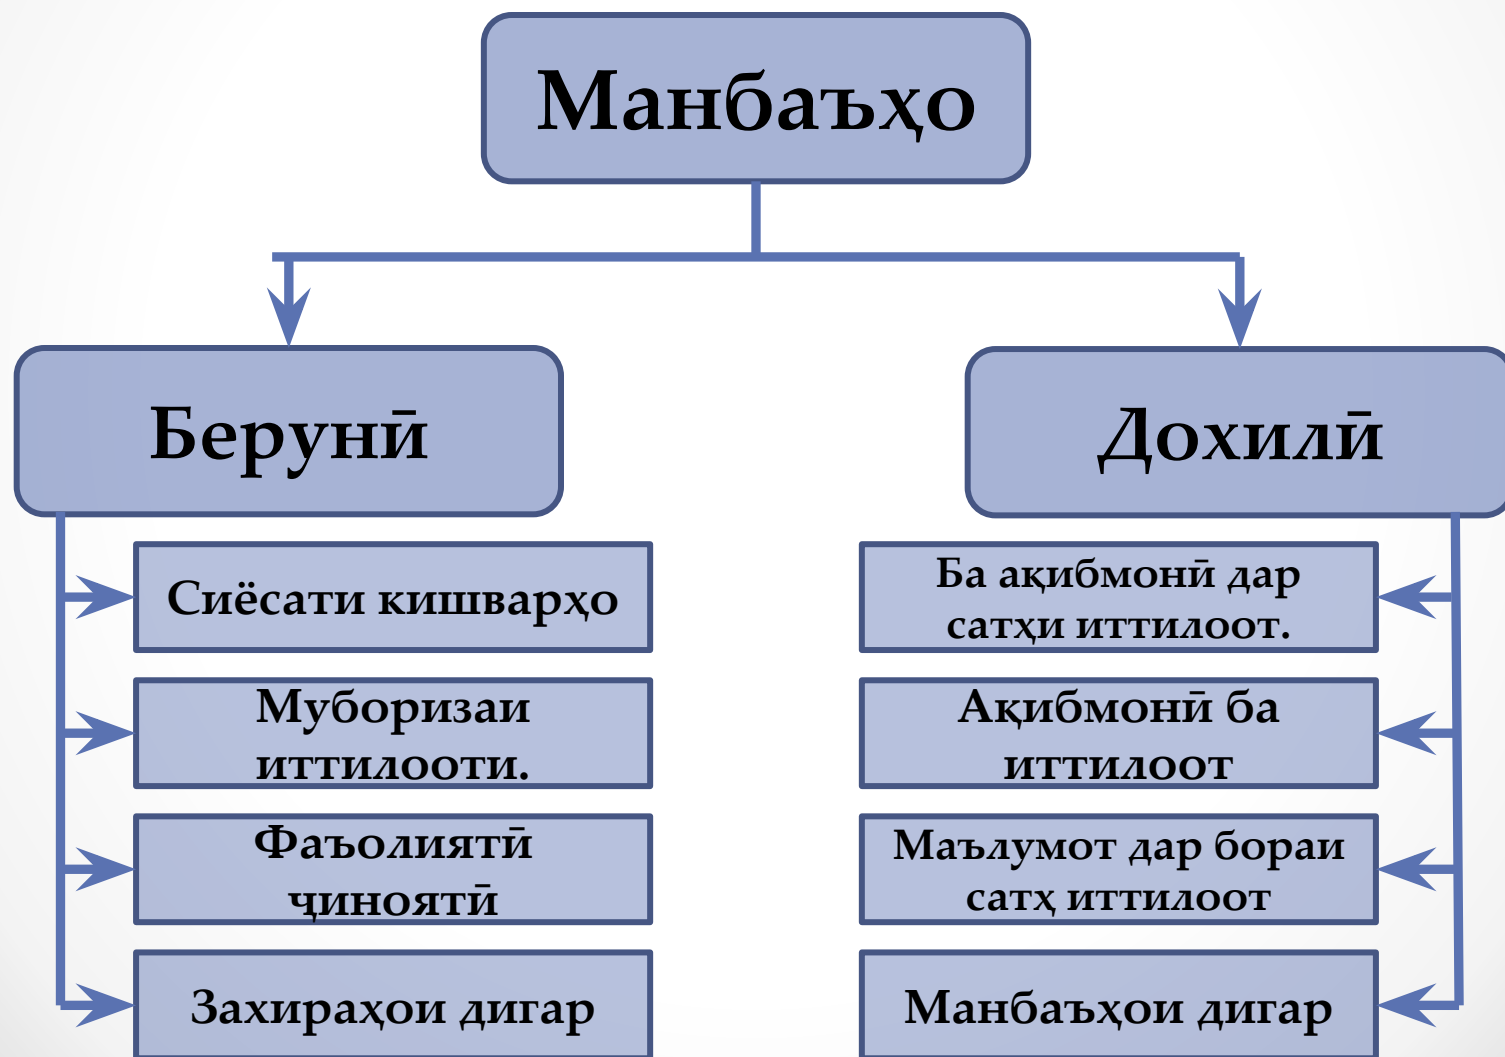 Манбаъҳо
Берунӣ
Сиёсати кишварҳо
Муборизаи
иттилооти.
Фаъолиятӣ
ҷиноятӣ
Захираҳои дигар
Дохилӣ
Ба ақибмонӣ дар
сатҳи иттилоот.
Ақибмонӣ ба
иттилоот
Маълумот дар бораи
сатҳ иттилоот
Манбаъҳои дигар